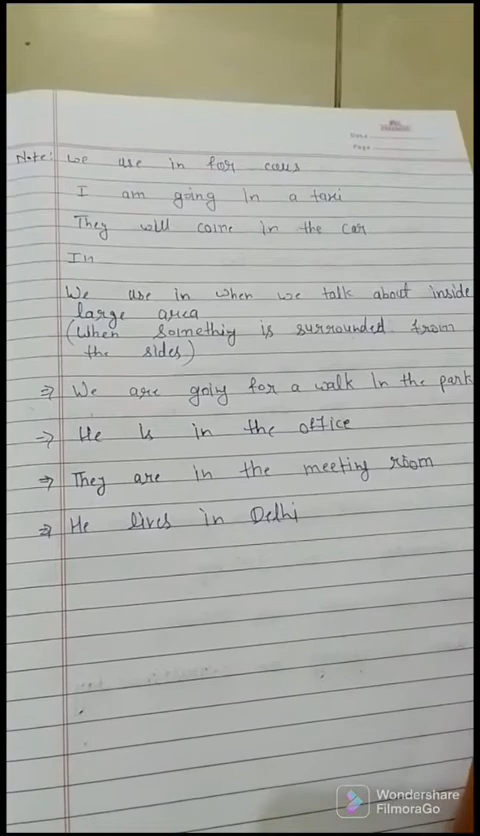 Date
Page
Note: We use in for cars
I am going in a taxi
They will come in the car
In
We use in when we talk about inside
large area
(When something is surrounded from
the sides)
⇒ We are going for a walk in the park
→ He is in the office
⇒ They are in the meeting room
⇒ He lives in Delhi
Wondershare
FilmoraGo